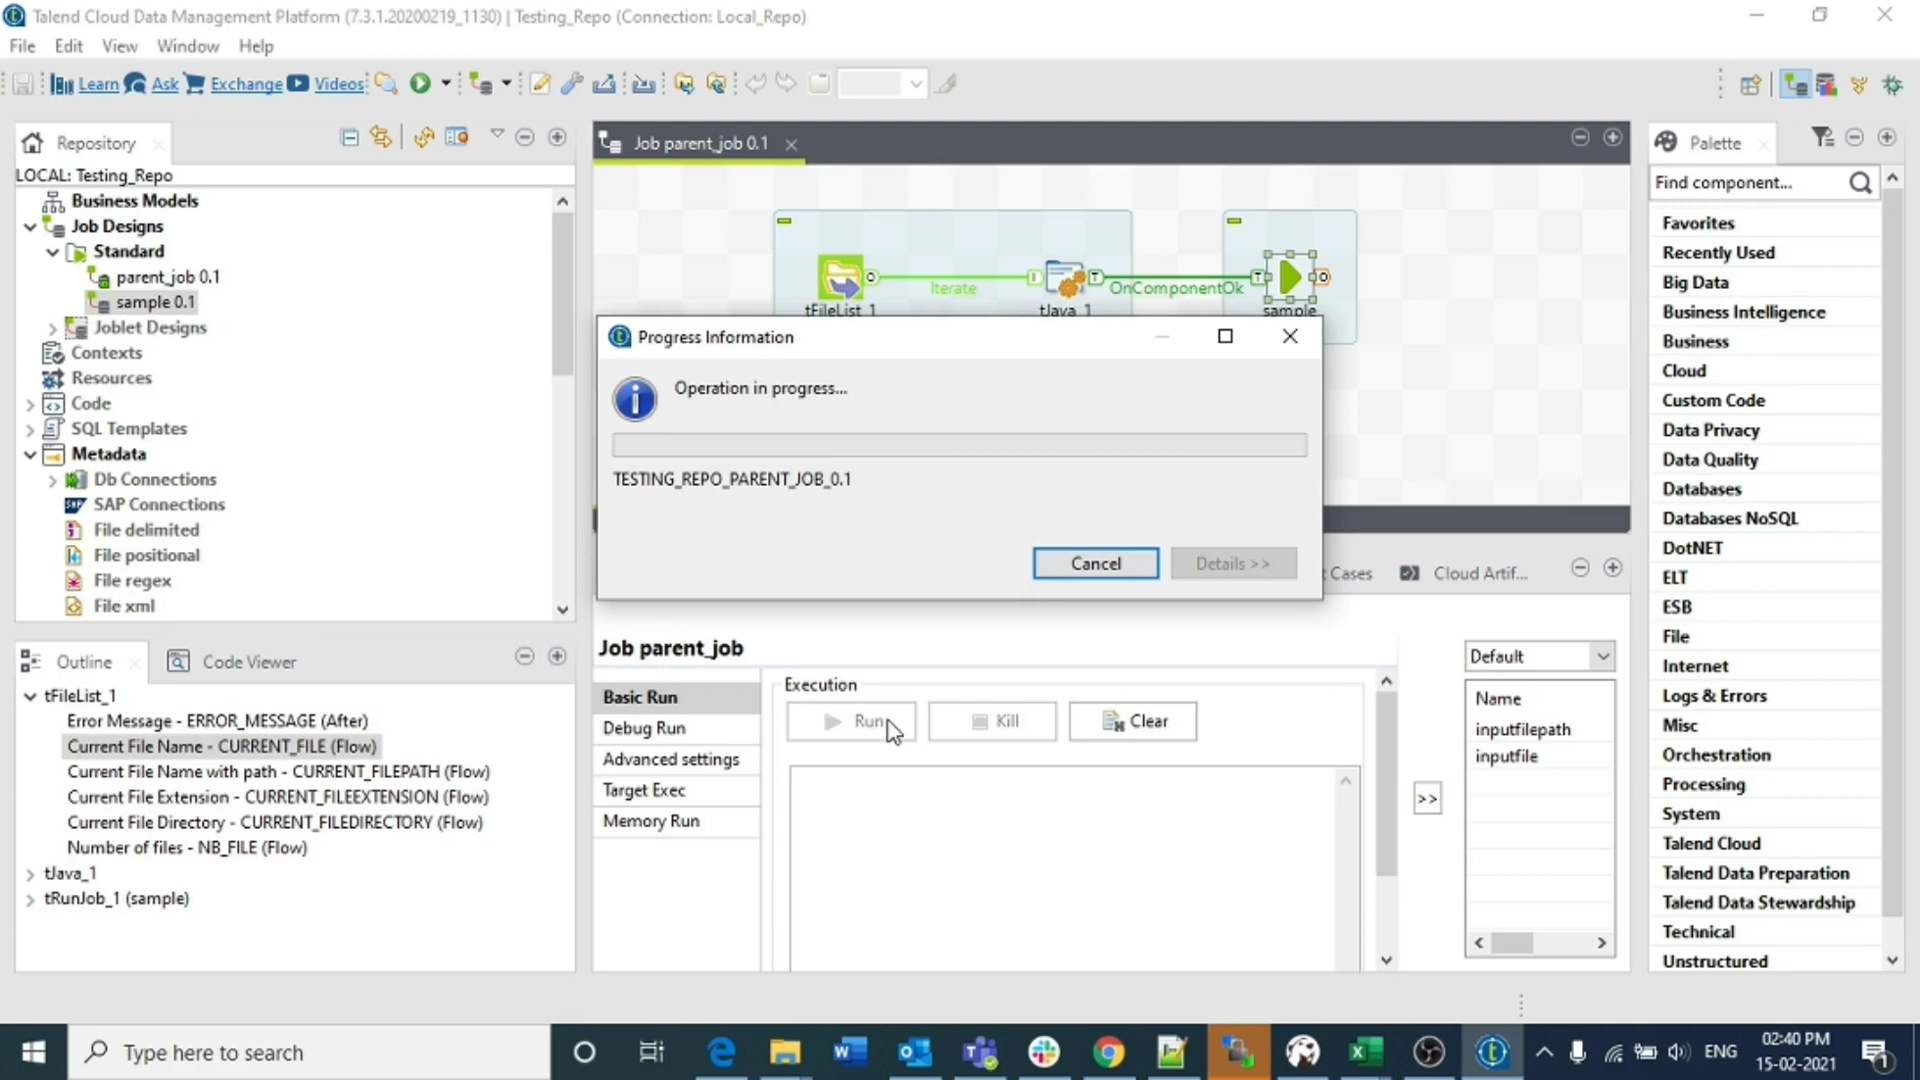 Talend Cloud Data Management Platform (7.3.1.20200219_1130) | Testing_Repo (Connection: Local_Repo)
File Edit View Window Help
Learn Ask Exchange Videos
Repository
LOCAL: Testing_Repo
Business Models
Job Designs
Standard
parent_job 0.1
sample 0.1
Joblet Designs
Contexts
Resources
Code
SQL Templates
Metadata
Db Connections
SAP Connections
File delimited
File positional
File regex
File xml
Outline
Code Viewer
tFileList_1
Error Message - ERROR_MESSAGE (After)
Current File Name - CURRENT_FILE (Flow)
Current File Name with path - CURRENT_FILEPATH (Flow)
Current File Extension - CURRENT_FILEEXTENSION (Flow)
Current File Directory - CURRENT_FILEDIRECTORY (Flow)
Number of files - NB_FILE (Flow)
tJava_1
tRunJob_1 (sample)
Job parent_job 0.1
Iterate
OnComponentOk
tFileList_1
tJava_1
sample
Progress Information
Operation in progress...
TESTING_REPO_PARENT_JOB_0.1
Cancel
Details >>
t Cases
Cloud Artif...
Job parent_job
Basic Run
Debug Run
Advanced settings
Target Exec
Memory Run
Execution
Run
Kill
Clear
>>
Default
Name
inputfilepath
inputfile
Palette
Find component...
Favorites
Recently Used
Big Data
Business Intelligence
Business
Cloud
Custom Code
Data Privacy
Data Quality
Databases
Databases NoSQL
DotNET
ELT
ESB
File
Internet
Logs & Errors
Misc
Orchestration
Processing
System
Talend Cloud
Talend Data Preparation
Talend Data Stewardship
Technical
Unstructured
Type here to search
ENG
02:40 PM
15-02-2021
1